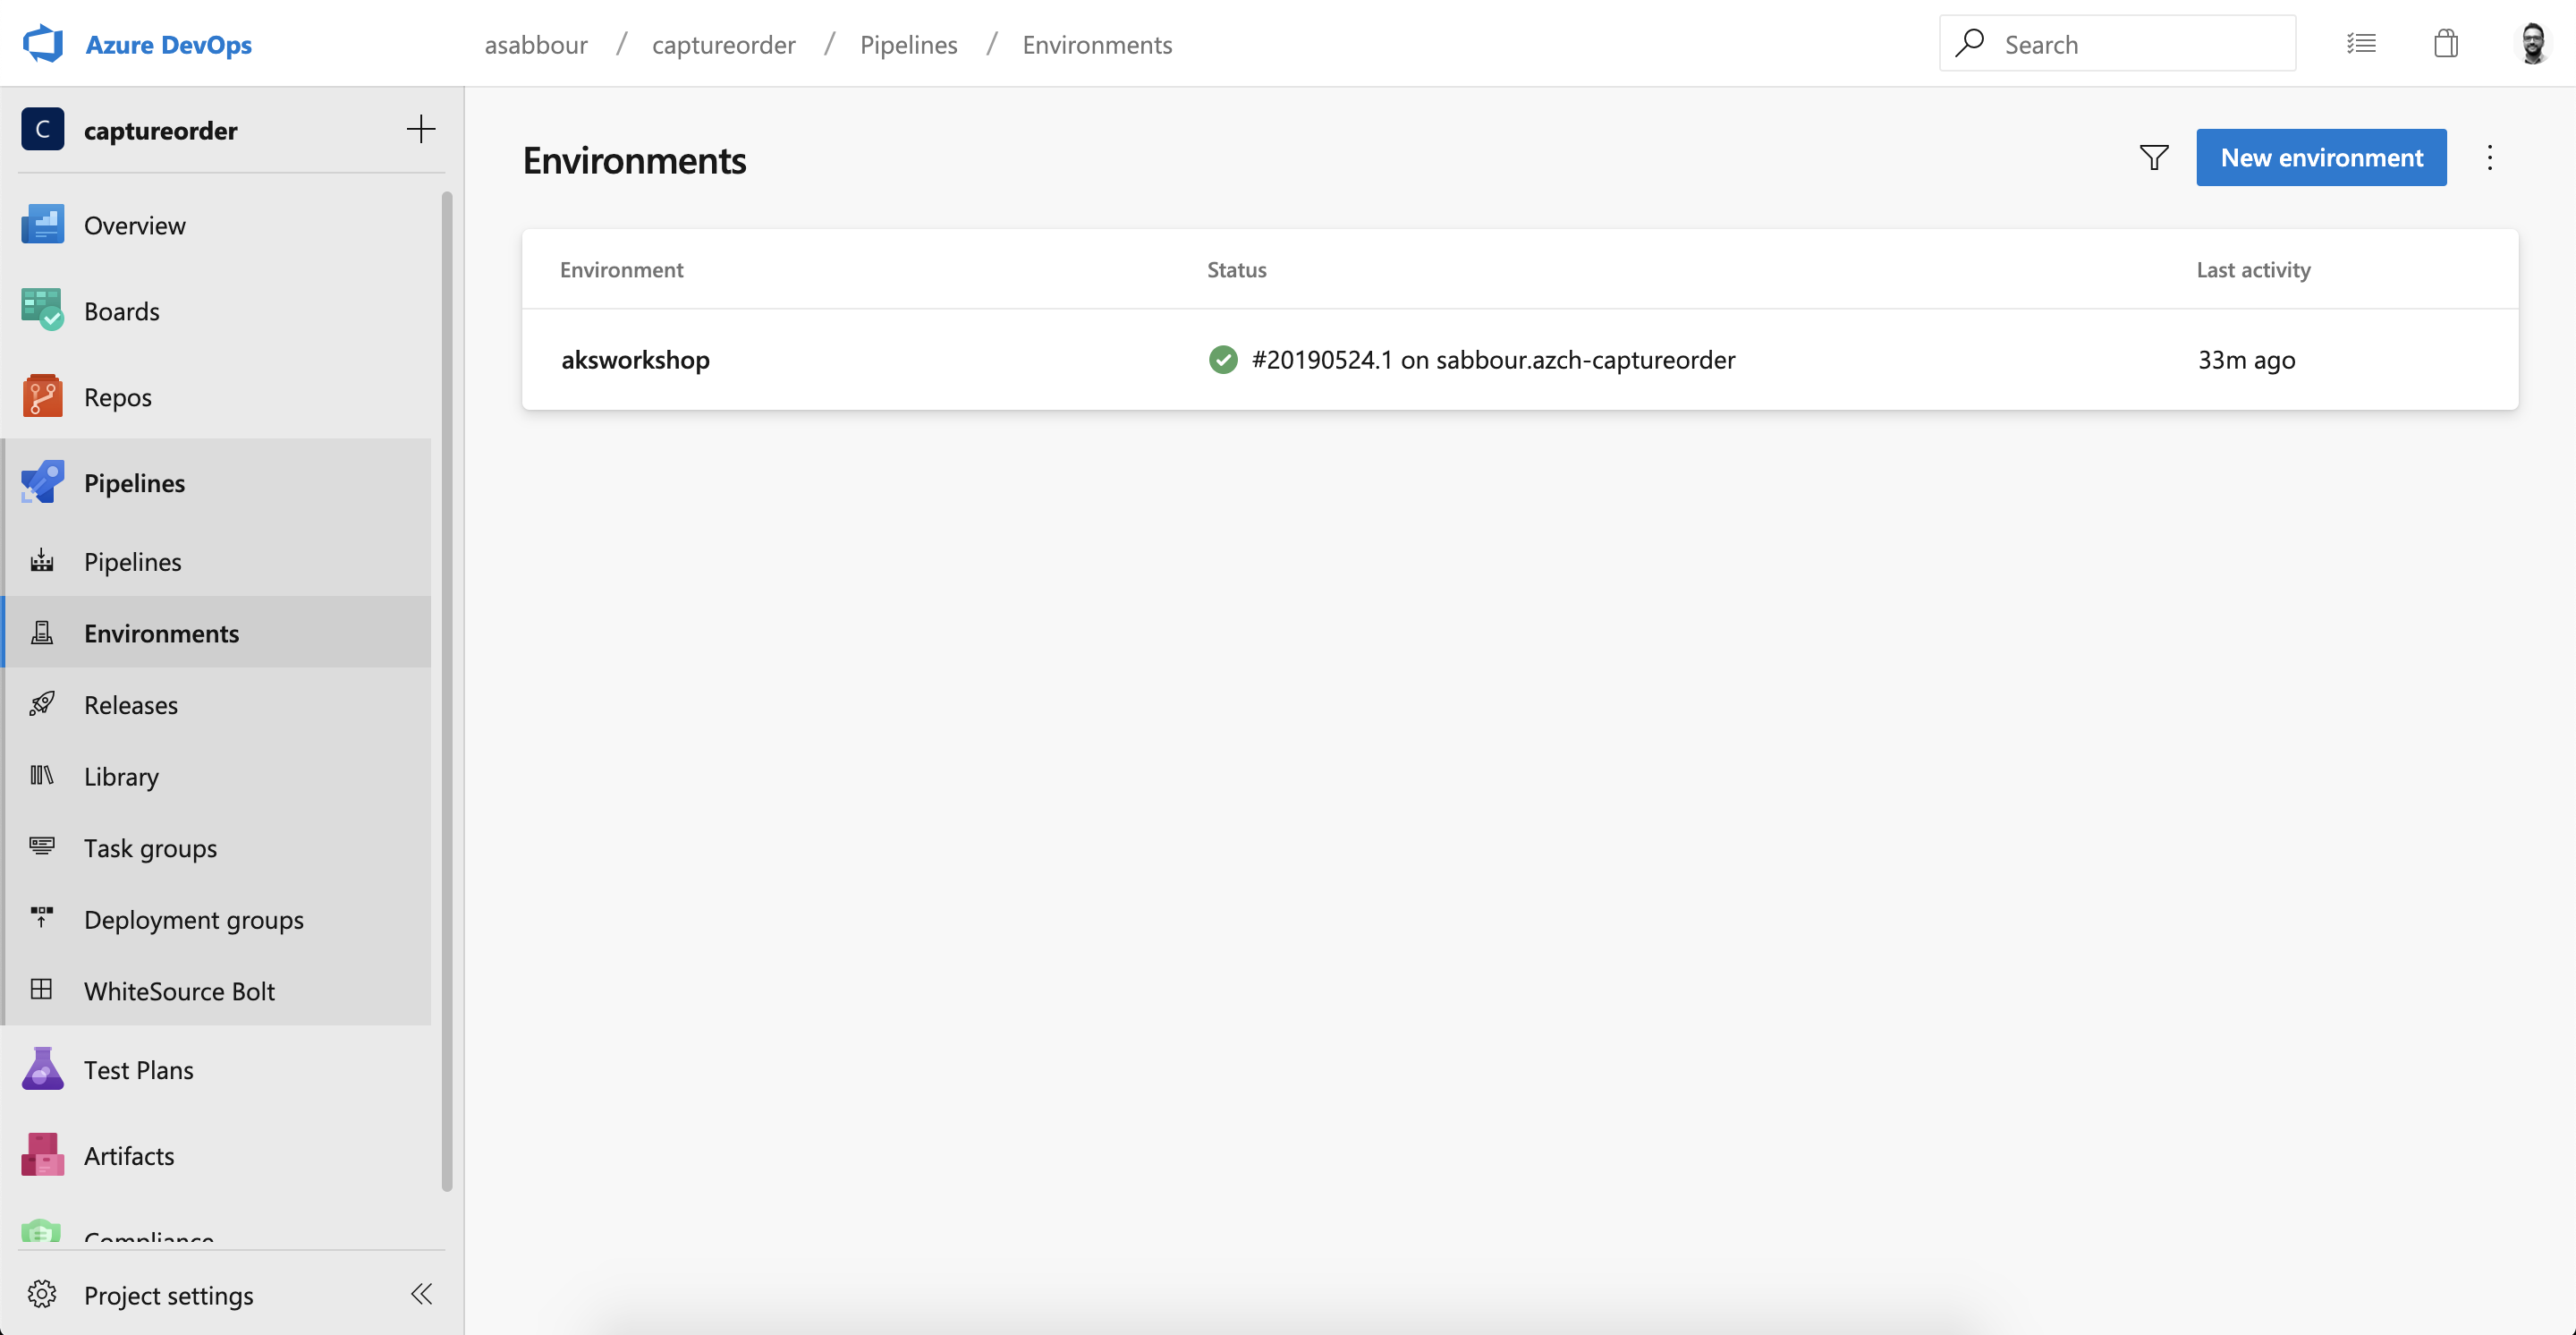 Azure DevOps
asabbour / captureorder / Pipelines / Environments
Search
C captureorder
Overview
Boards
Repos
Pipelines
Pipelines
Environments
Releases
Library
Task groups
Deployment groups
WhiteSource Bolt
Test Plans
Artifacts
Compliance
Project settings
Environments
New environment
Environment Status Last activity
aksworkshop #20190524.1 on sabbour.azch-captureorder 33m ago